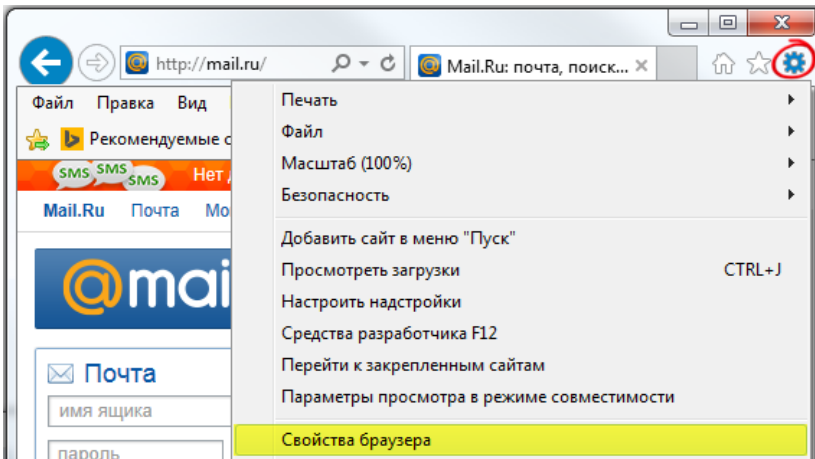 http://mail.ru/
Mail.Ru: почта, поиск...
Файл Правка Вид
Рекомендуемые с
SMS SMS SMS Нет
Mail.Ru Почта Мо
@mai
Почта
имя ящика
пароль
Печать
Файл
Масштаб (100%)
Безопасность
Добавить сайт в меню "Пуск"
Просмотреть загрузки CTRL+J
Настроить надстройки
Средства разработчика F12
Перейти к закрепленным сайтам
Параметры просмотра в режиме совместимости
Свойства браузера